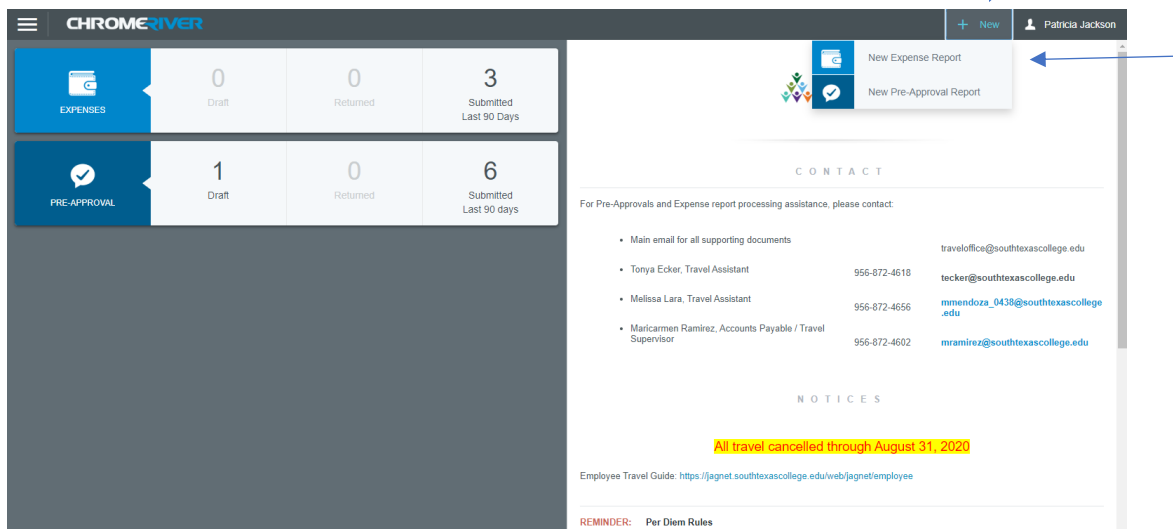 CHROMERIVER
+ New
Patricia Jackson
New Expense Report
New Pre-Approval Report
EXPENSES
0
Draft
0
Returned
3
Submitted
Last 90 Days
PRE-APPROVAL
1
Draft
0
Returned
6
Submitted
Last 90 days
CONTACT
For Pre-Approvals and Expense report processing assistance, please contact:
• Main email for all supporting documents
traveloffice@southtexascollege.edu
• Tonya Ecker, Travel Assistant
956-872-4618
tecker@southtexascollege.edu
• Melissa Lara, Travel Assistant
956-872-4656
mmendoza_0438@southtexascollege
.edu
• Maricarmen Ramirez, Accounts Payable / Travel
Supervisor
956-872-4602
mramirez@southtexascollege.edu
NOTICES
All travel cancelled through August 31, 2020
Employee Travel Guide: https://jagnet.southtexascollege.edu/web/jagnet/employee
REMINDER: Per Diem Rules